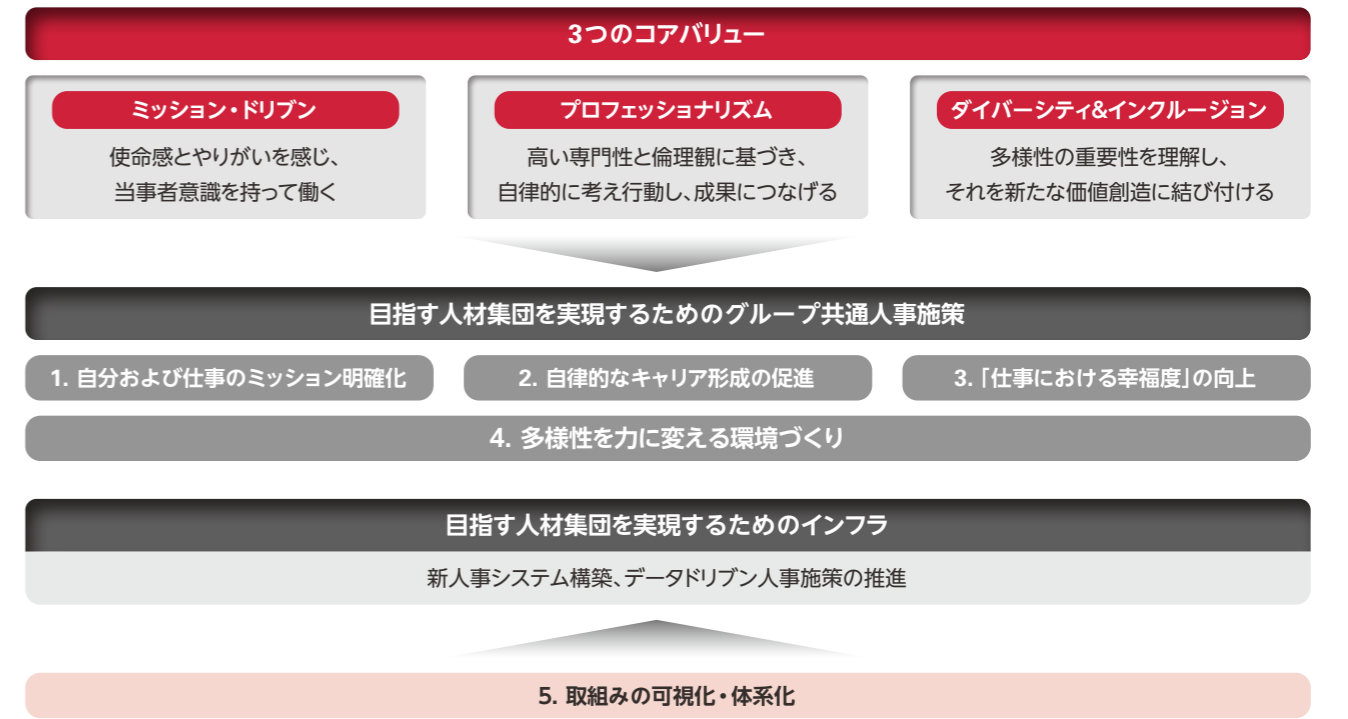 3つのコアバリュー
ミッション・ドリブン
使命感とやりがいを感じ、
当事者意識を持って働く
プロフェッショナリズム
高い専門性と倫理観に基づき、
自律的に考え行動し、成果につなげる
ダイバーシティ&インクルージョン
多様性の重要性を理解し、
それを新たな価値創造に結び付ける
目指す人材集団を実現するためのグループ共通人事施策
1. 自分および仕事のミッション明確化
2. 自律的なキャリア形成の促進
3.「仕事における幸福度」の向上
4. 多様性を力に変える環境づくり
目指す人材集団を実現するためのインフラ
新人事システム構築、データドリブン人事施策の推進
5. 取組みの可視化・体系化